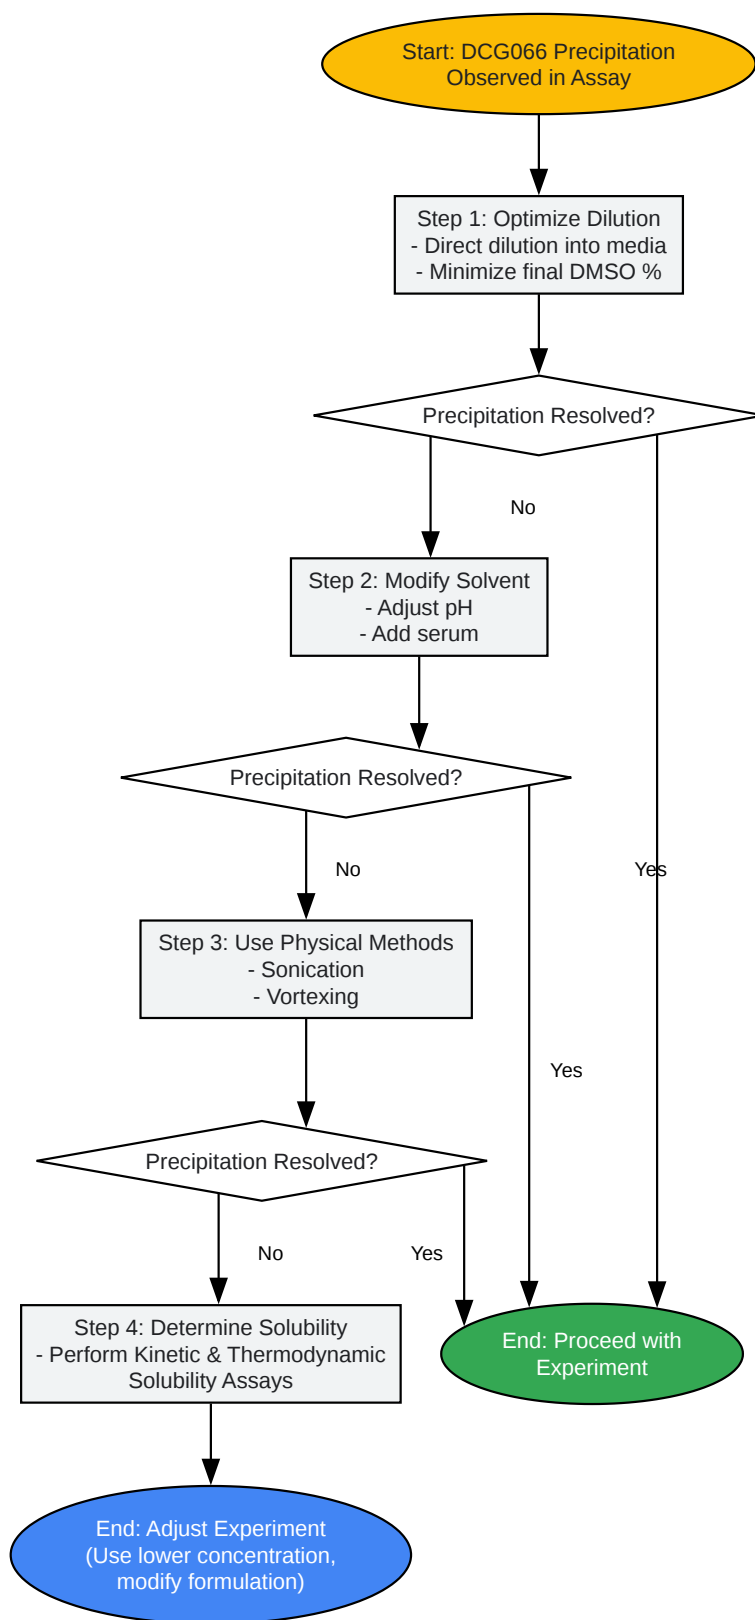 Start: DCG066 Precipitation
Observed in Assay
Step 1: Optimize Dilution
- Direct dilution into media
- Minimize final DMSO %
Precipitation Resolved?
No
Step 2: Modify Solvent
- Adjust pH
- Add serum
Precipitation Resolved?
No
Yes
Step 3: Use Physical Methods
- Sonication
- Vortexing
Yes
Precipitation Resolved?
No
Yes
Step 4: Determine Solubility
- Perform Kinetic & Thermodynamic
Solubility Assays
End: Proceed with
Experiment
End: Adjust Experiment
(Use lower concentration,
modify formulation)